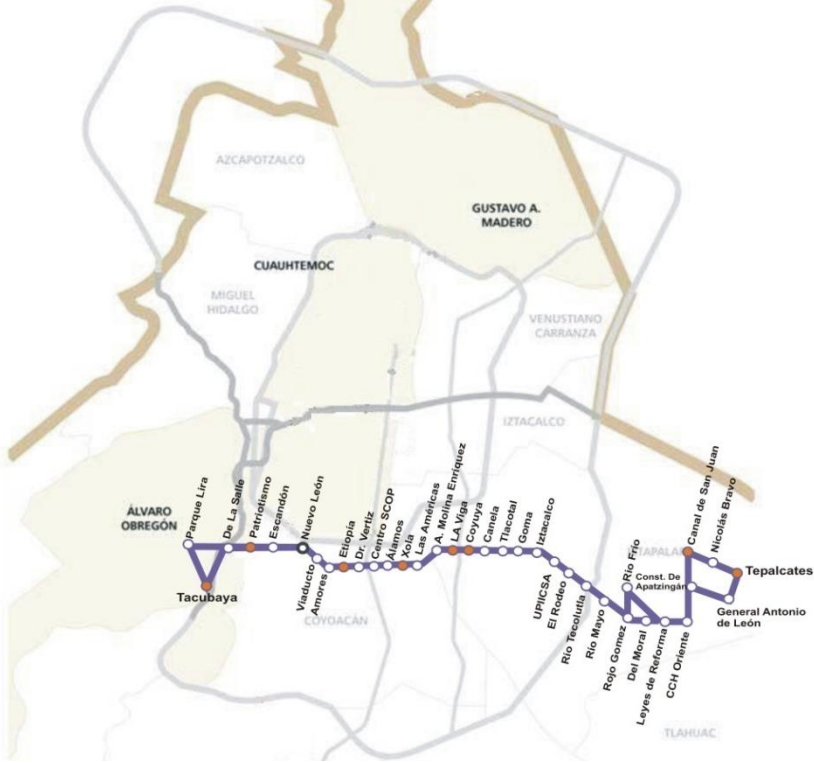 AZCAPOTZALCO
GUSTAVO A.
MADERO
CUAUHTEMOC
MIGUEL
HIDALGO
VENUSTIANO
CARRANZA
IZTACALCO
ÁLVARO
OBREGÓN
Parque Lira
De La Salle
Patriotismo
Escandón
Nuevo León
Tacubaya
Viaducto
Amores
Etiopía
Dr. Vertiz
Centro SCOP
Álamos
Xola
Las Américas
A. Molina Enríquez
LA Viga
Coyuya
Canela
Tlacotal
Goma
Iztacalco
UPIICSA
El Rodeo
Río Tecolutla
Río Mayo
Rojo Gomez
Río Frío
Del Moral
Leyes de Reforma
CCH Oriente
Const. De
Apatzingán
Canal de San Juan
Nicolás Bravo
Tepalcates
General Antonio
de León
COYOACÁN
TLAHUAC